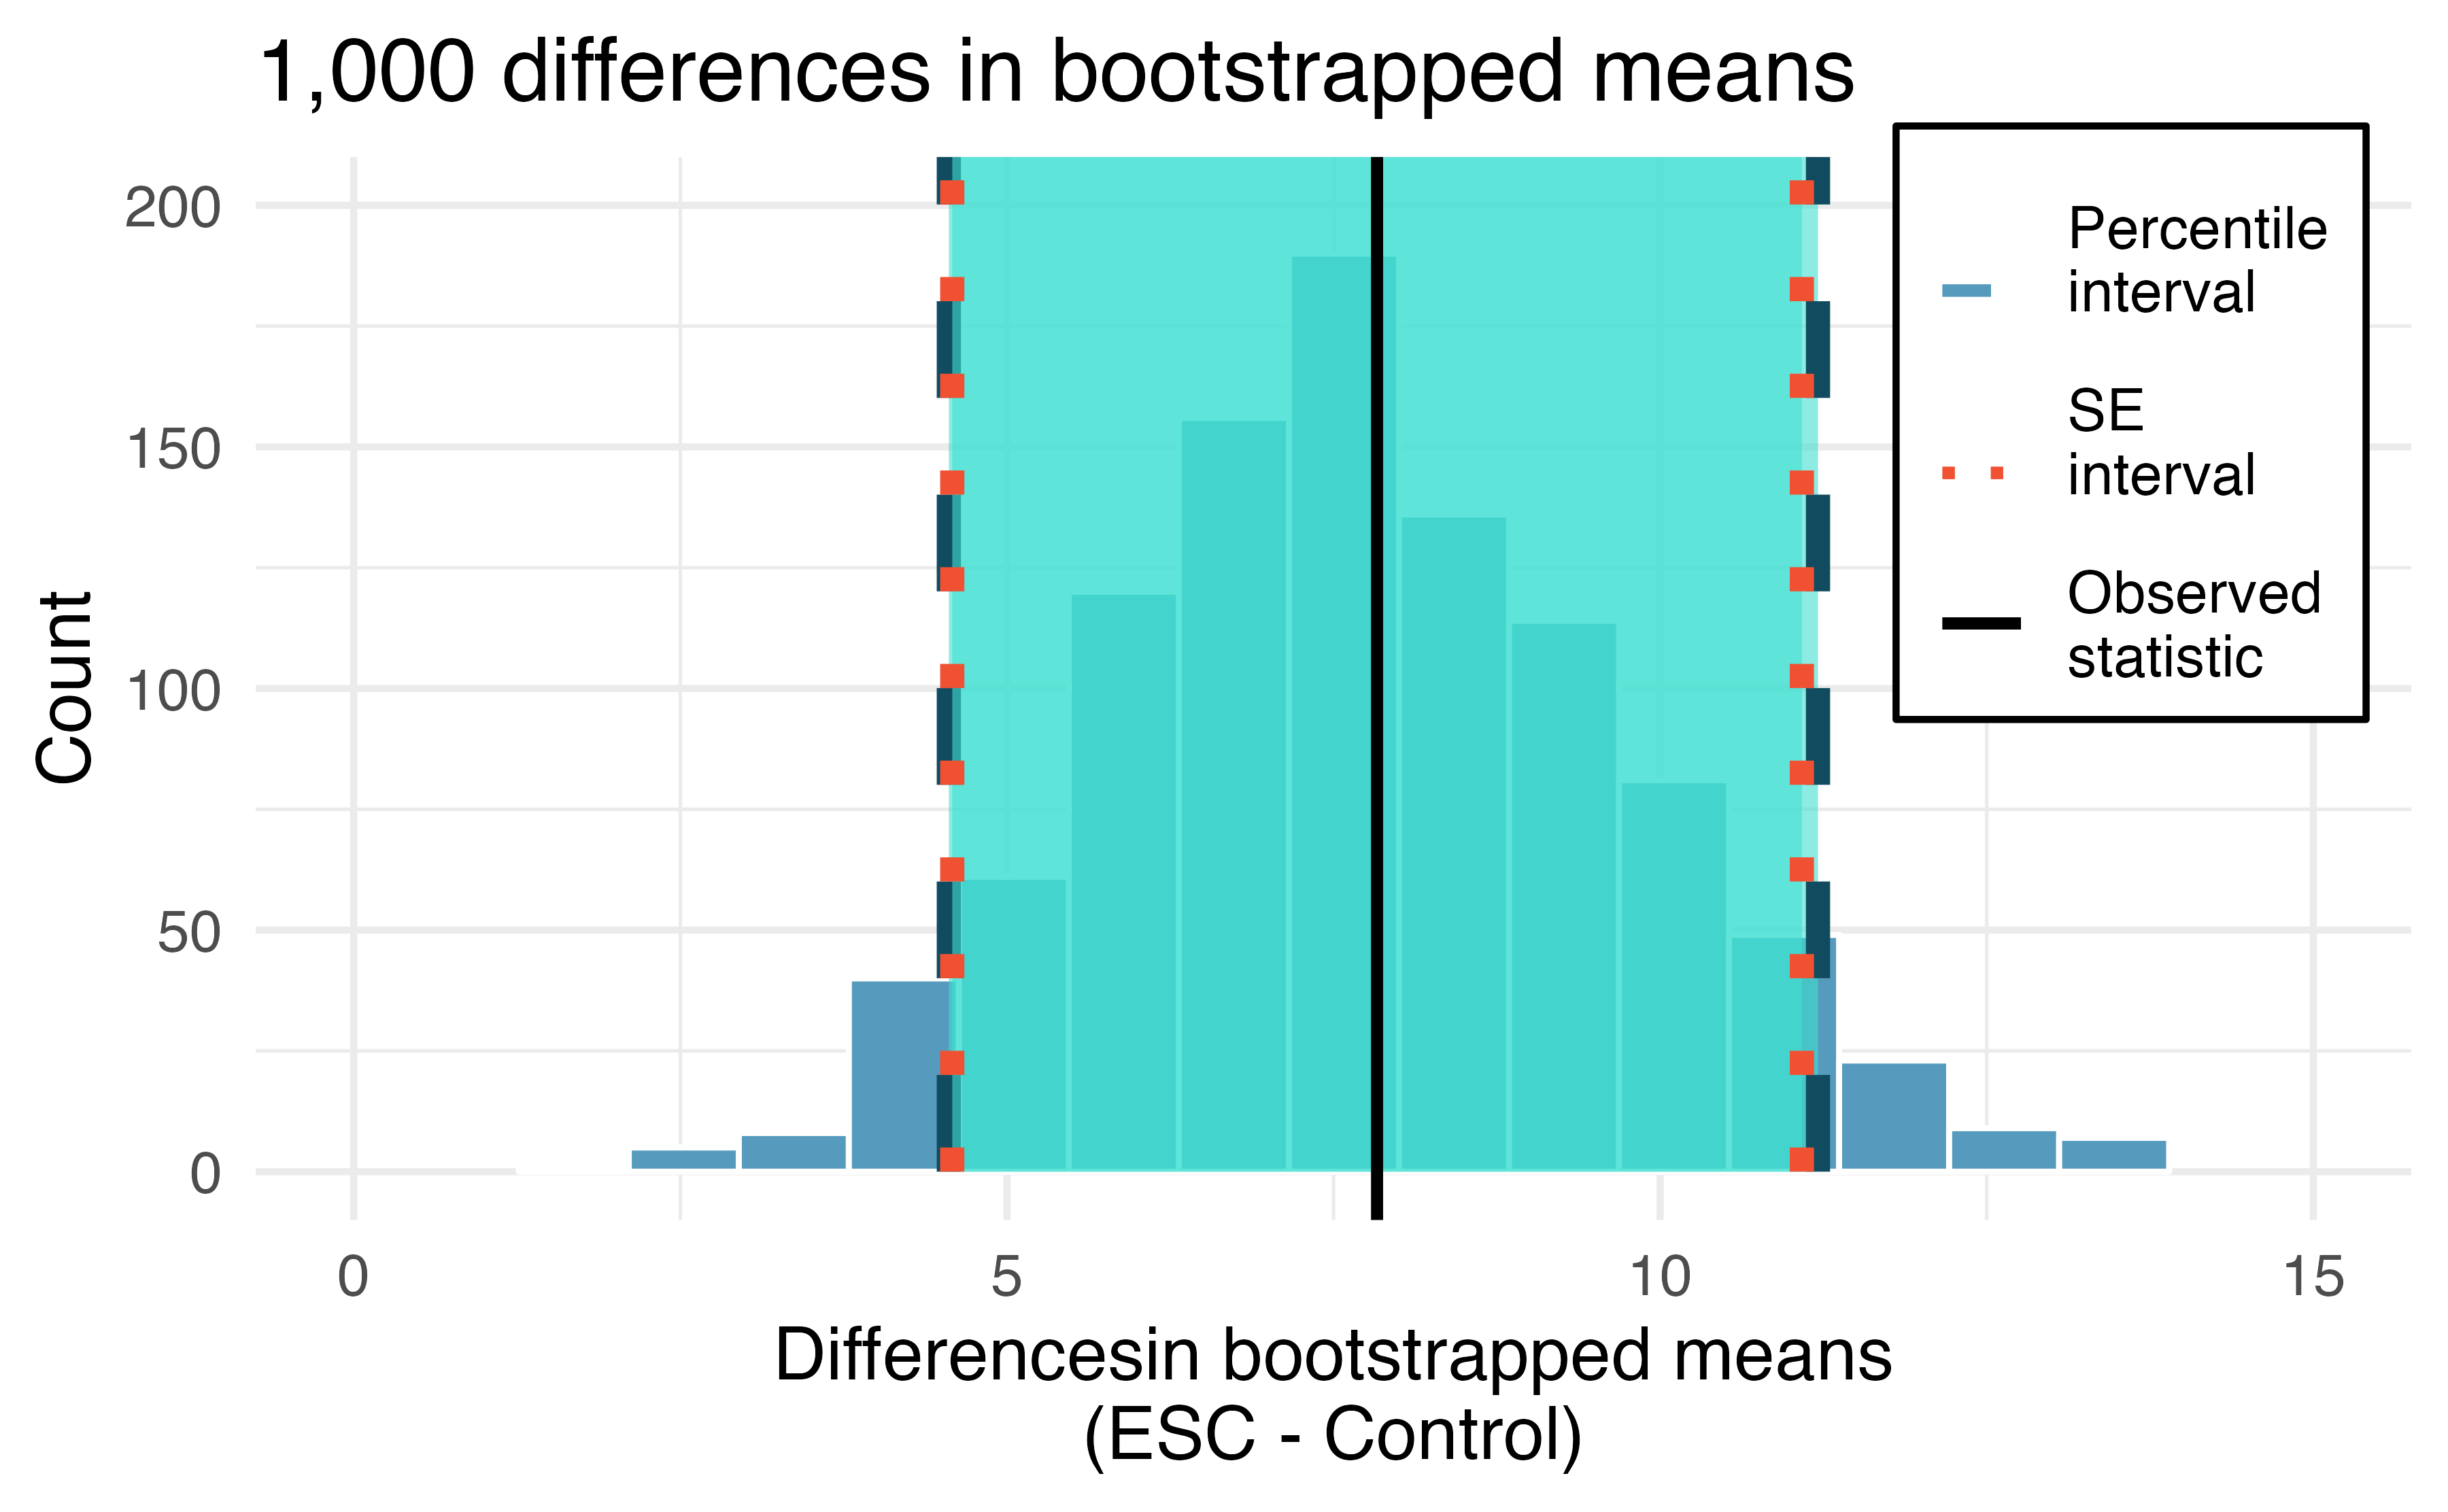 1,000 differences in bootstrapped means
200
150
100
50
0
Count
Percentile
interval
SE
interval
Observed
statistic
0
5
10
15
Differencesin bootstrapped means
(ESC - Control)